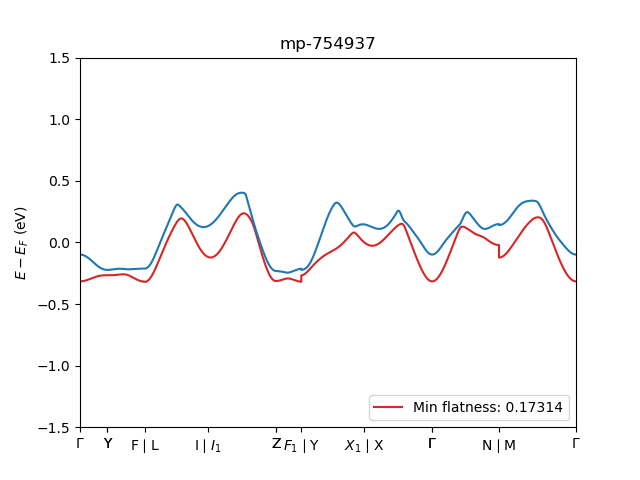 mp-754937
E − E_F (eV)
1.5
1.0
0.5
0.0
−0.5
−1.0
−1.5
Min flatness: 0.17314
Γ Y F | L I | I₁ Z F₁ | Y X₁ | X Γ N | M Γ